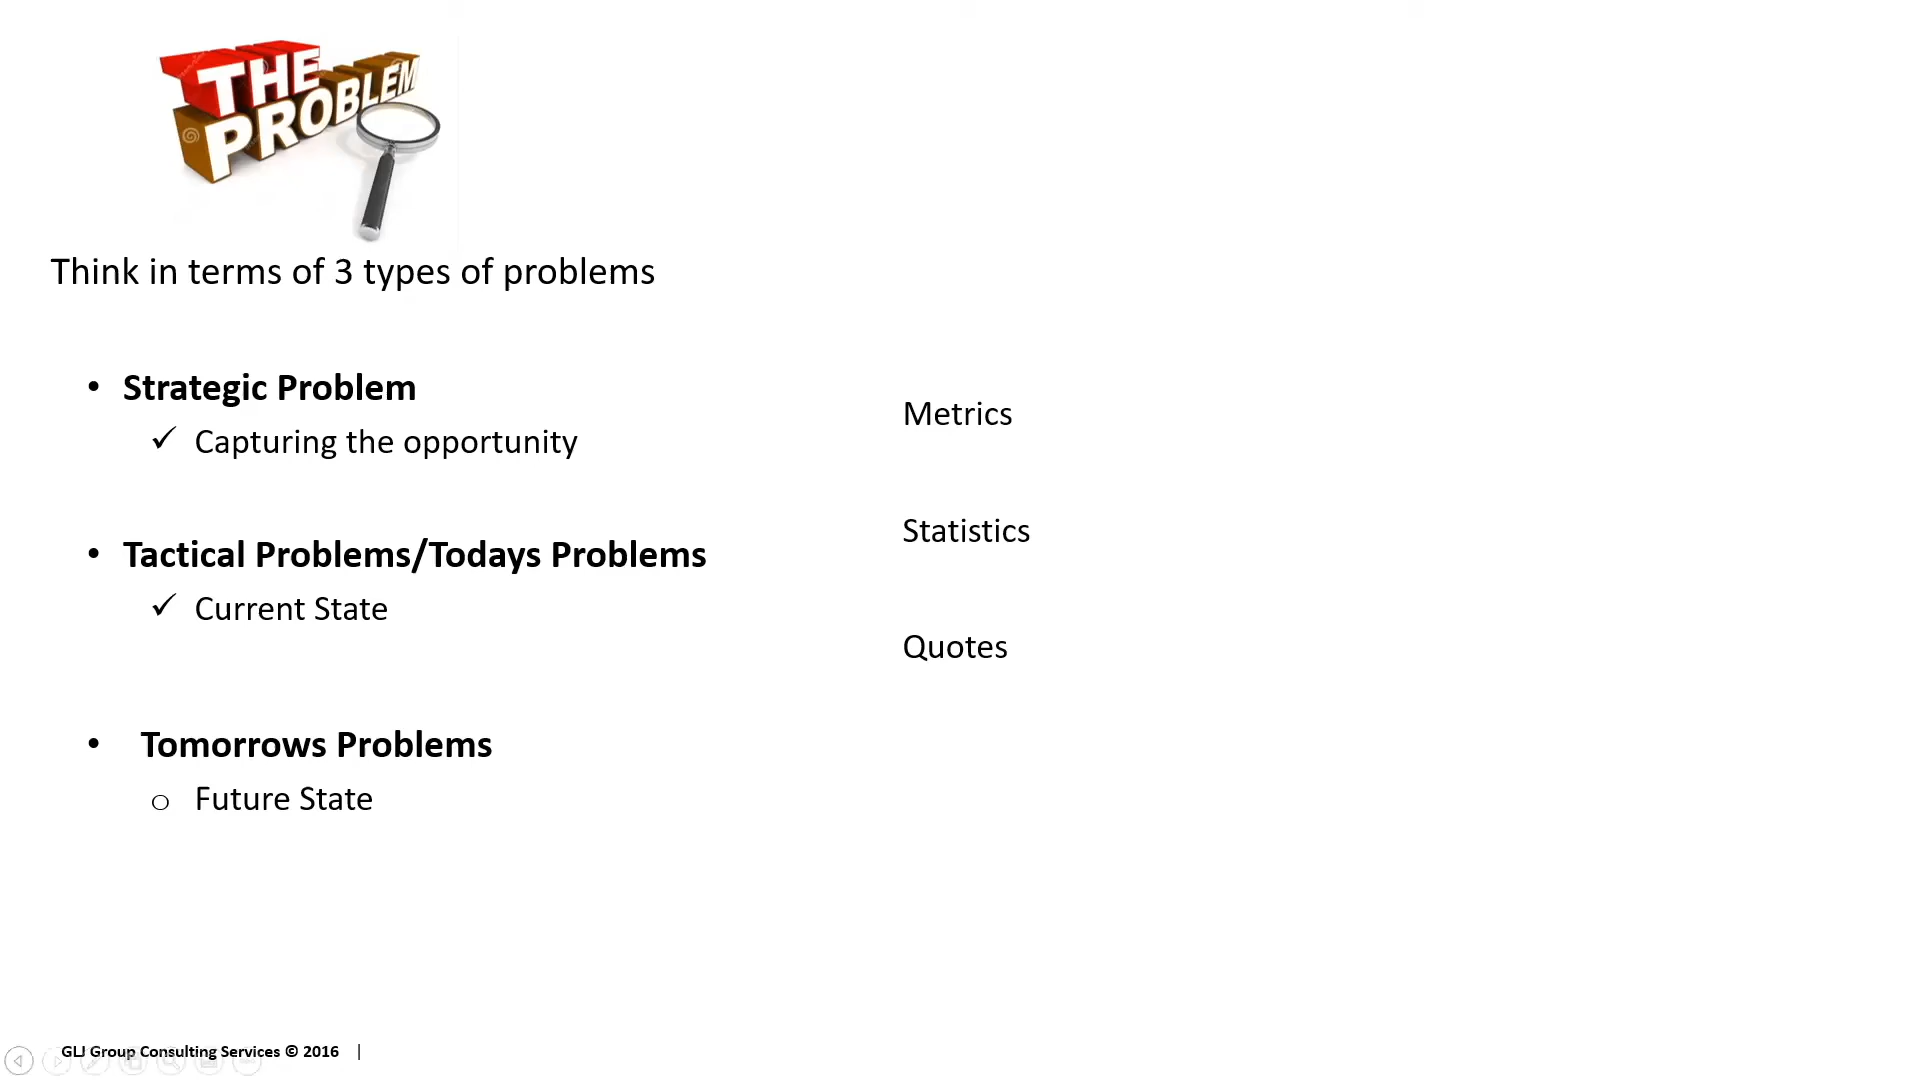 THE
PROBLEM
Think in terms of 3 types of problems
• Strategic Problem
✓ Capturing the opportunity
• Tactical Problems/Todays Problems
✓ Current State
• Tomorrows Problems
o Future State
Metrics
Statistics
Quotes
GLJ Group Consulting Services © 2016 |